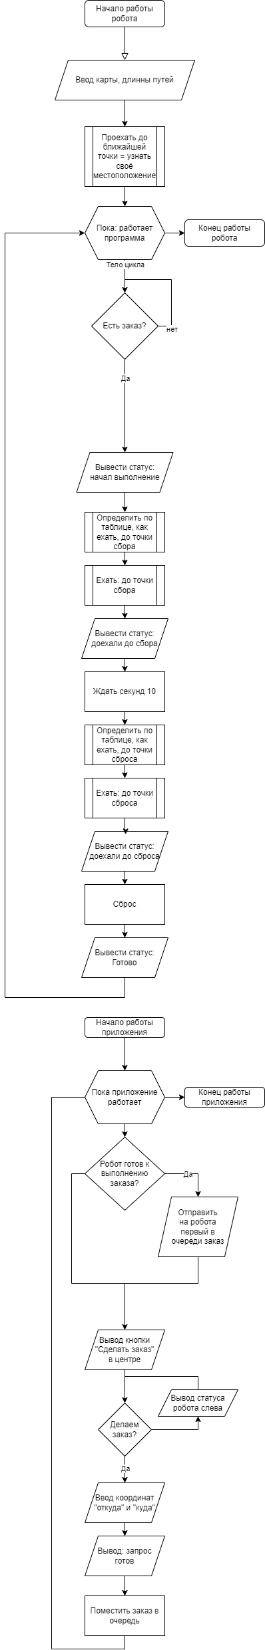 Начало работы
робота
Ввод карты, длинны путей
Проехать до
ближайшей
точки = узнать
своё
местоположение
Пока: работает
программа
Конец работы
робота
Тело цикла
Есть заказ?
нет
Да
Вывести статус:
начал выполнение
Определить по
таблице, как
ехать, до точки
сбора
Ехать: до точки
сбора
Вывести статус:
доехали до сбора
Ждать секунд 10
Определить по
таблице, как
ехать, до точки
сброса
Ехать: до точки
сброса
Вывести статус:
доехали до сброса
Сброс
Вывести статус:
Готово
Начало работы
приложения
Пока приложение
работает
Конец работы
приложения
Робот готов к
выполнению
заказа?
Да
Отправить
на робота
первый в
очереди заказ
Вывод кнопки
"Сделать заказ"
в центре
Вывод статуса
робота слева
Делаем
заказ?
Да
Ввод координат
"откуда" и "куда"
Вывод: запрос
готов
Поместить заказ в
очередь